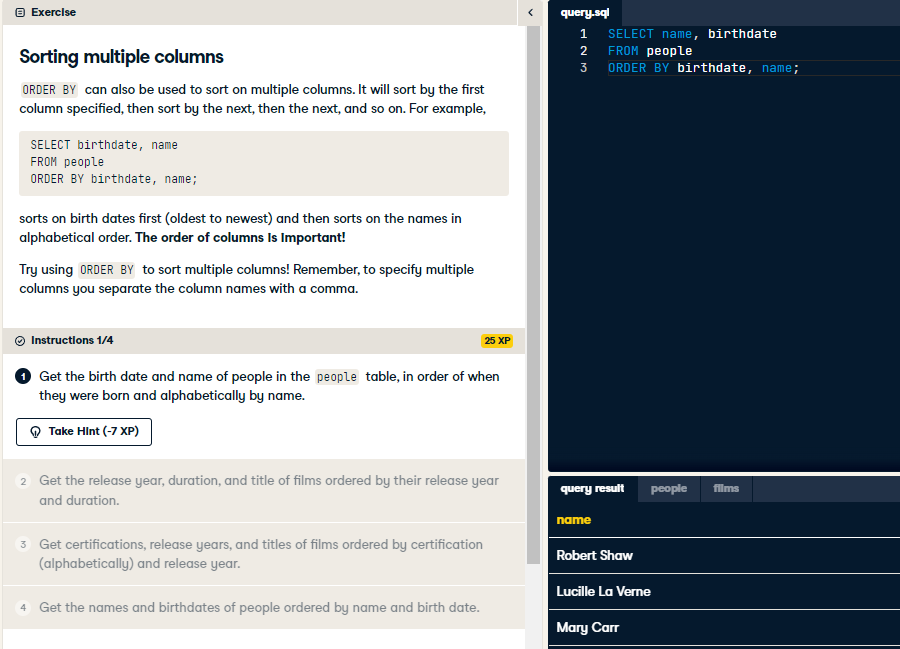 Exercise
Sorting multiple columns
ORDER BY can also be used to sort on multiple columns. It will sort by the first
column specified, then sort by the next, then the next, and so on. For example,
SELECT birthdate, name
FROM people
ORDER BY birthdate, name;
sorts on birth dates first (oldest to newest) and then sorts on the names in
alphabetical order. The order of columns is important!
Try using ORDER BY to sort multiple columns! Remember, to specify multiple
columns you separate the column names with a comma.
Instructions 1/4
25 XP
1 Get the birth date and name of people in the people table, in order of when
they were born and alphabetically by name.
Take Hint (-7 XP)
2 Get the release year, duration, and title of films ordered by their release year
and duration.
3 Get certifications, release years, and titles of films ordered by certification
(alphabetically) and release year.
4 Get the names and birthdates of people ordered by name and birth date.
query.sql
1 SELECT name, birthdate
2 FROM people
3 ORDER BY birthdate, name;
query result people films
name
Robert Shaw
Lucille La Verne
Mary Carr